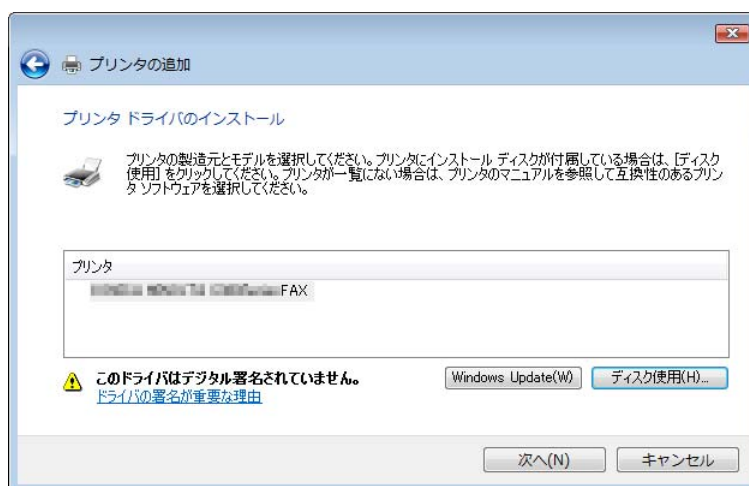 プリンタの追加
プリンタ ドライバのインストール
プリンタの製造元とモデルを選択してください。プリンタにインストール ディスクが付属している場合は、[ディスク
使用] をクリックしてください。プリンタが一覧にない場合は、プリンタのマニュアルを参照して互換性のあるプリン
タ ソフトウェアを選択してください。
プリンタ
FAX
このドライバはデジタル署名されていません。
ドライバの署名が重要な理由
Windows Update(W)
ディスク使用(H)...
次へ(N)
キャンセル